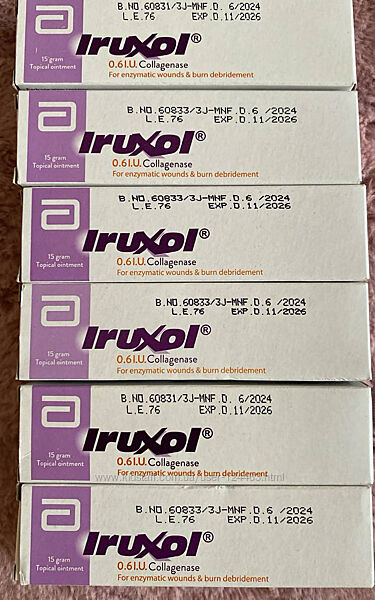 B.NO.60831/3J-MNF.D. 6/2024
L.E.76 EXP.D.11/2026
Iruxol®
0.6I.U.Collagenase
15 gram
Topical ointment
For enzymatic wounds & burn debridement
B.NO.60833/3J-MNF.D.6 /2024
L.E.76 EXP.D.11/2026
Iruxol®
0.6I.U.Collagenase
15 gram
Topical ointment
For enzymatic wounds & burn debridement
B.NO.60833/3J-MNF.D.6 /2024
L.E.76 EXP.D.11/2026
Iruxol®
0.6I.U.Collagenase
15 gram
Topical ointment
For enzymatic wounds & burn debridement
B.NO.60833/3J-MNF.D.6 /2024
L.E.76 EXP.D.11/2026
Iruxol®
0.6I.U.Collagenase
15 gram
Topical ointment
For enzymatic wounds & burn debridement
B.NO.60831/3J-MNF.D. 6/2024
L.E.76 EXP.D.11/2026
Iruxol®
0.6I.U.Collagenase
15 gram
Topical ointment
For enzymatic wounds & burn debridement
B.NO.60833/3J-MNF.D.6 /2024
L.E.76 EXP.D.11/2026
Iruxol®
0.6I.U.Collagenase
15 gram
Topical ointment
For enzymatic wounds & burn debridement